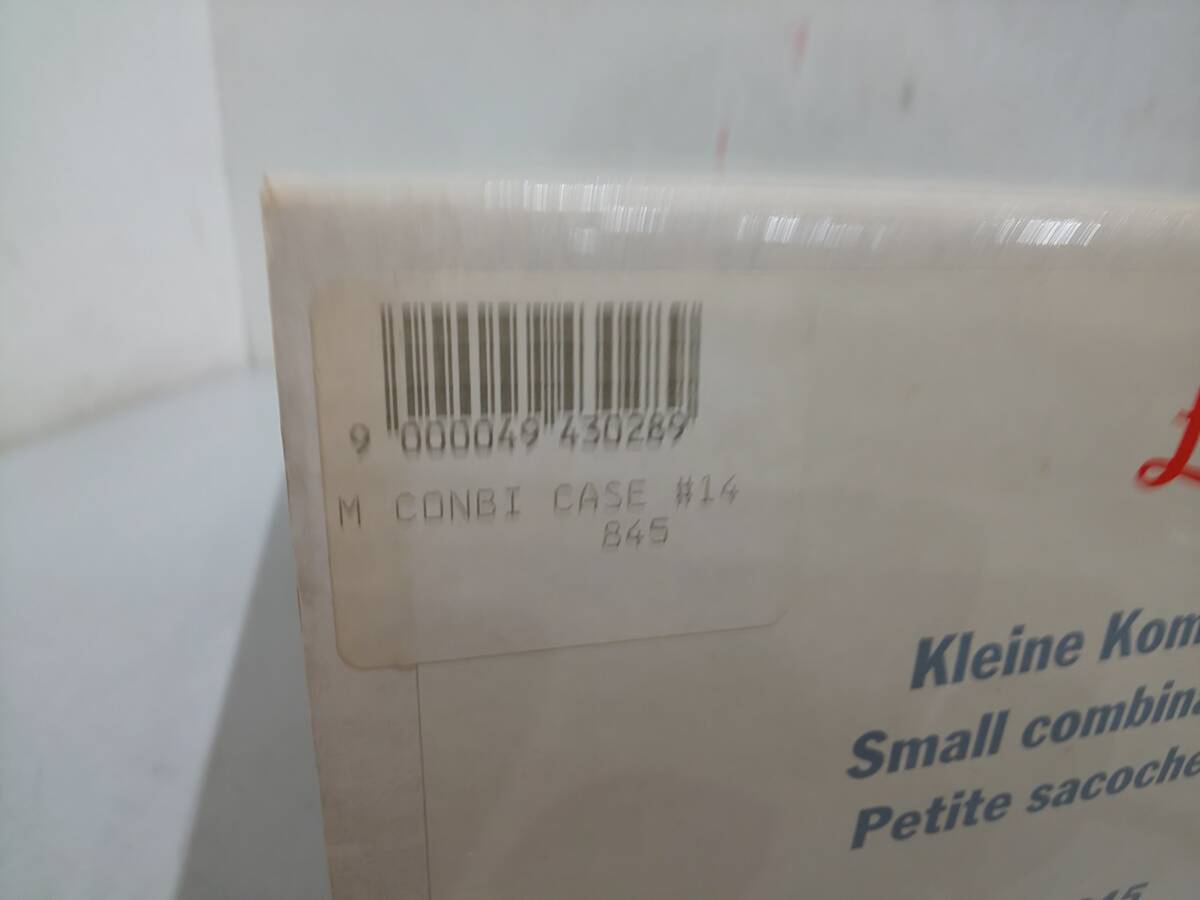 9 000049 430289
M CONBI CASE #14
845
Kleine Kom
Small combina
Petite sacoche